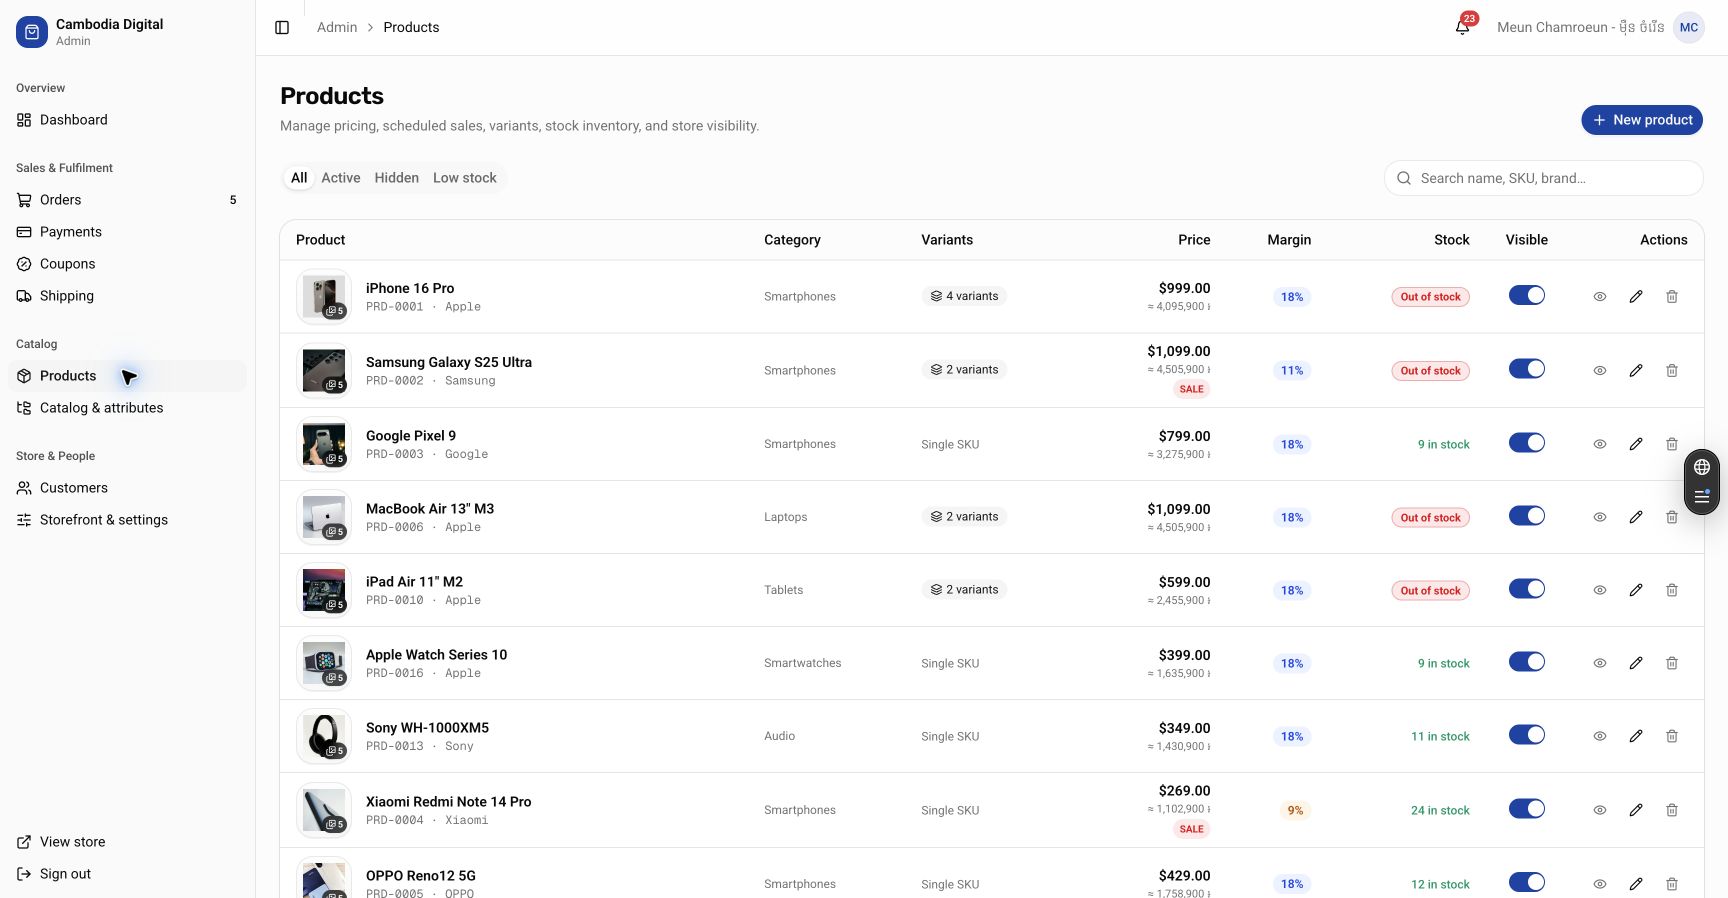 Cambodia Digital
Admin
Overview
Dashboard
Sales & Fulfilment
Orders 5
Payments
Coupons
Shipping
Catalog
Products
Catalog & attributes
Store & People
Customers
Storefront & settings
View store
Sign out
Admin > Products
23
Meun Chamroeun - ម៉ឺន ចំរើន MC
Products
Manage pricing, scheduled sales, variants, stock inventory, and store visibility.
+ New product
All Active Hidden Low stock
Search name, SKU, brand...
Product Category Variants Price Margin Stock Visible Actions
iPhone 16 Pro
PRD-0001 · Apple
5
Smartphones
4 variants
$999.00
≈ 4,095,900
18%
Out of stock
Samsung Galaxy S25 Ultra
PRD-0002 · Samsung
5
Smartphones
2 variants
$1,099.00
≈ 4,505,900
SALE
11%
Out of stock
Google Pixel 9
PRD-0003 · Google
5
Smartphones
Single SKU
$799.00
≈ 3,275,900
18%
9 in stock
MacBook Air 13" M3
PRD-0006 · Apple
5
Laptops
2 variants
$1,099.00
≈ 4,505,900
18%
Out of stock
iPad Air 11" M2
PRD-0010 · Apple
5
Tablets
2 variants
$599.00
≈ 2,455,900
18%
Out of stock
Apple Watch Series 10
PRD-0016 · Apple
5
Smartwatches
Single SKU
$399.00
≈ 1,635,900
18%
9 in stock
Sony WH-1000XM5
PRD-0013 · Sony
5
Audio
Single SKU
$349.00
≈ 1,430,900
18%
11 in stock
Xiaomi Redmi Note 14 Pro
PRD-0004 · Xiaomi
5
Smartphones
Single SKU
$269.00
≈ 1,102,900
SALE
9%
24 in stock
OPPO Reno12 5G
PRD-0005 · OPPO
5
Smartphones
Single SKU
$429.00
≈ 1,758,900
18%
12 in stock